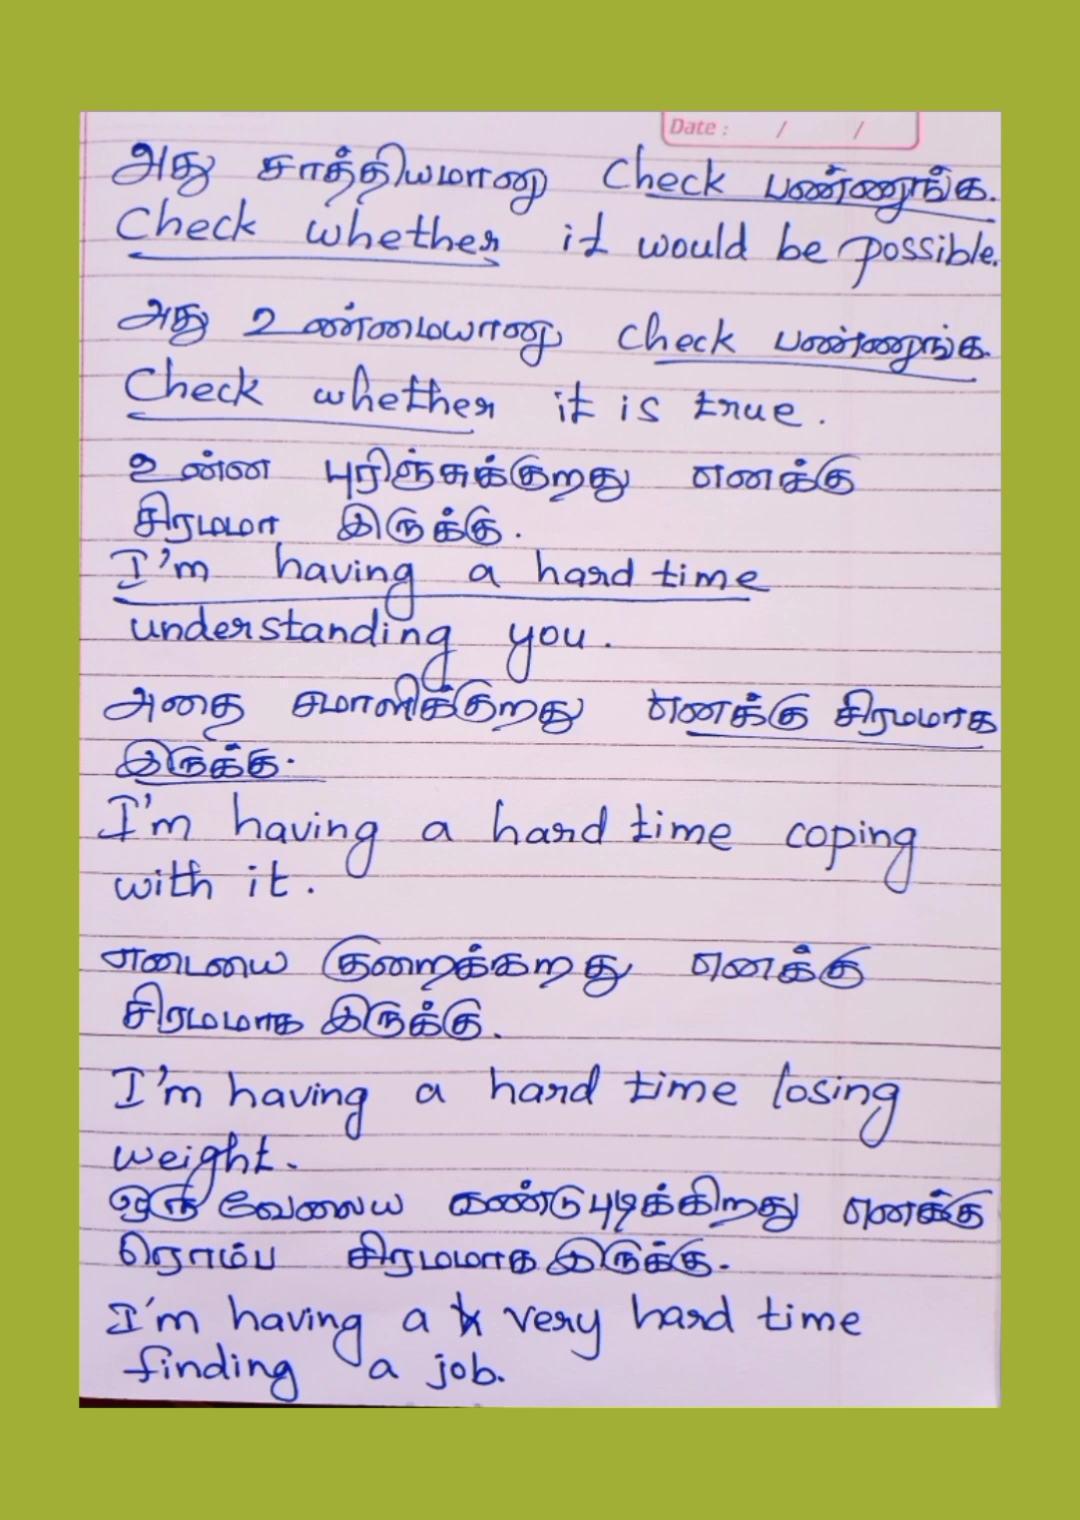 Date : / /
அது சாத்தியமானு Check பண்ணுங்க.
Check whether it would be possible.
அது உண்மையானு check பண்ணுங்க.
Check whether it is true.
உன்ன புரிஞ்சுக்குறது எனக்கு
சிரமமா இருக்கு.
I'm having a hard time
understanding you.
அதை சமாளிக்குறது எனக்கு சிரமமாக
இருக்கு.
I'm having a hard time coping
with it.
எடையை குறைக்கறது எனக்கு
சிரமமாக இருக்கு.
I'm having a hard time losing
weight.
ஒரு வேலைய கண்டுபுடிக்கிறது எனக்கு
ரொம்ப சிரமமாக இருக்கு.
I'm having a very hard time
finding a job.